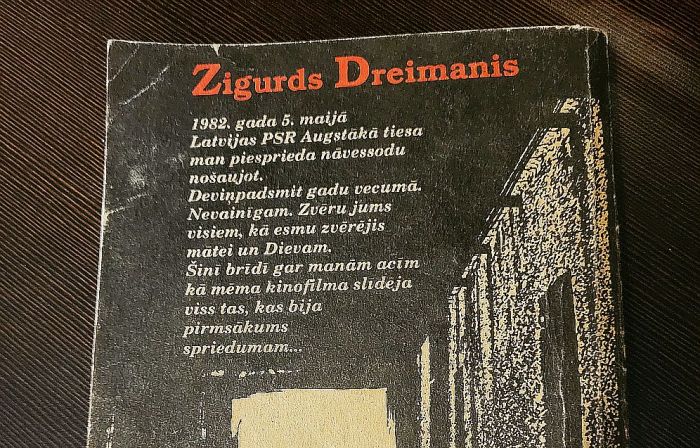 Zigurds Dreimanis
1982. gada 5. maijā
Latvijas PSR Augstākā tiesa
man piesprieda nāvessodu
nošaujot.
Deviņpadsmit gadu vecumā.
Nevainīgam. Zvēru jums
visiem, kā esmu zvērējis
mātei un Dievam.
Šinī brīdī gar manām acīm
kā mēma kinofilma slīdēja
viss tas, kas bija
pirmsākums
spriedumam...